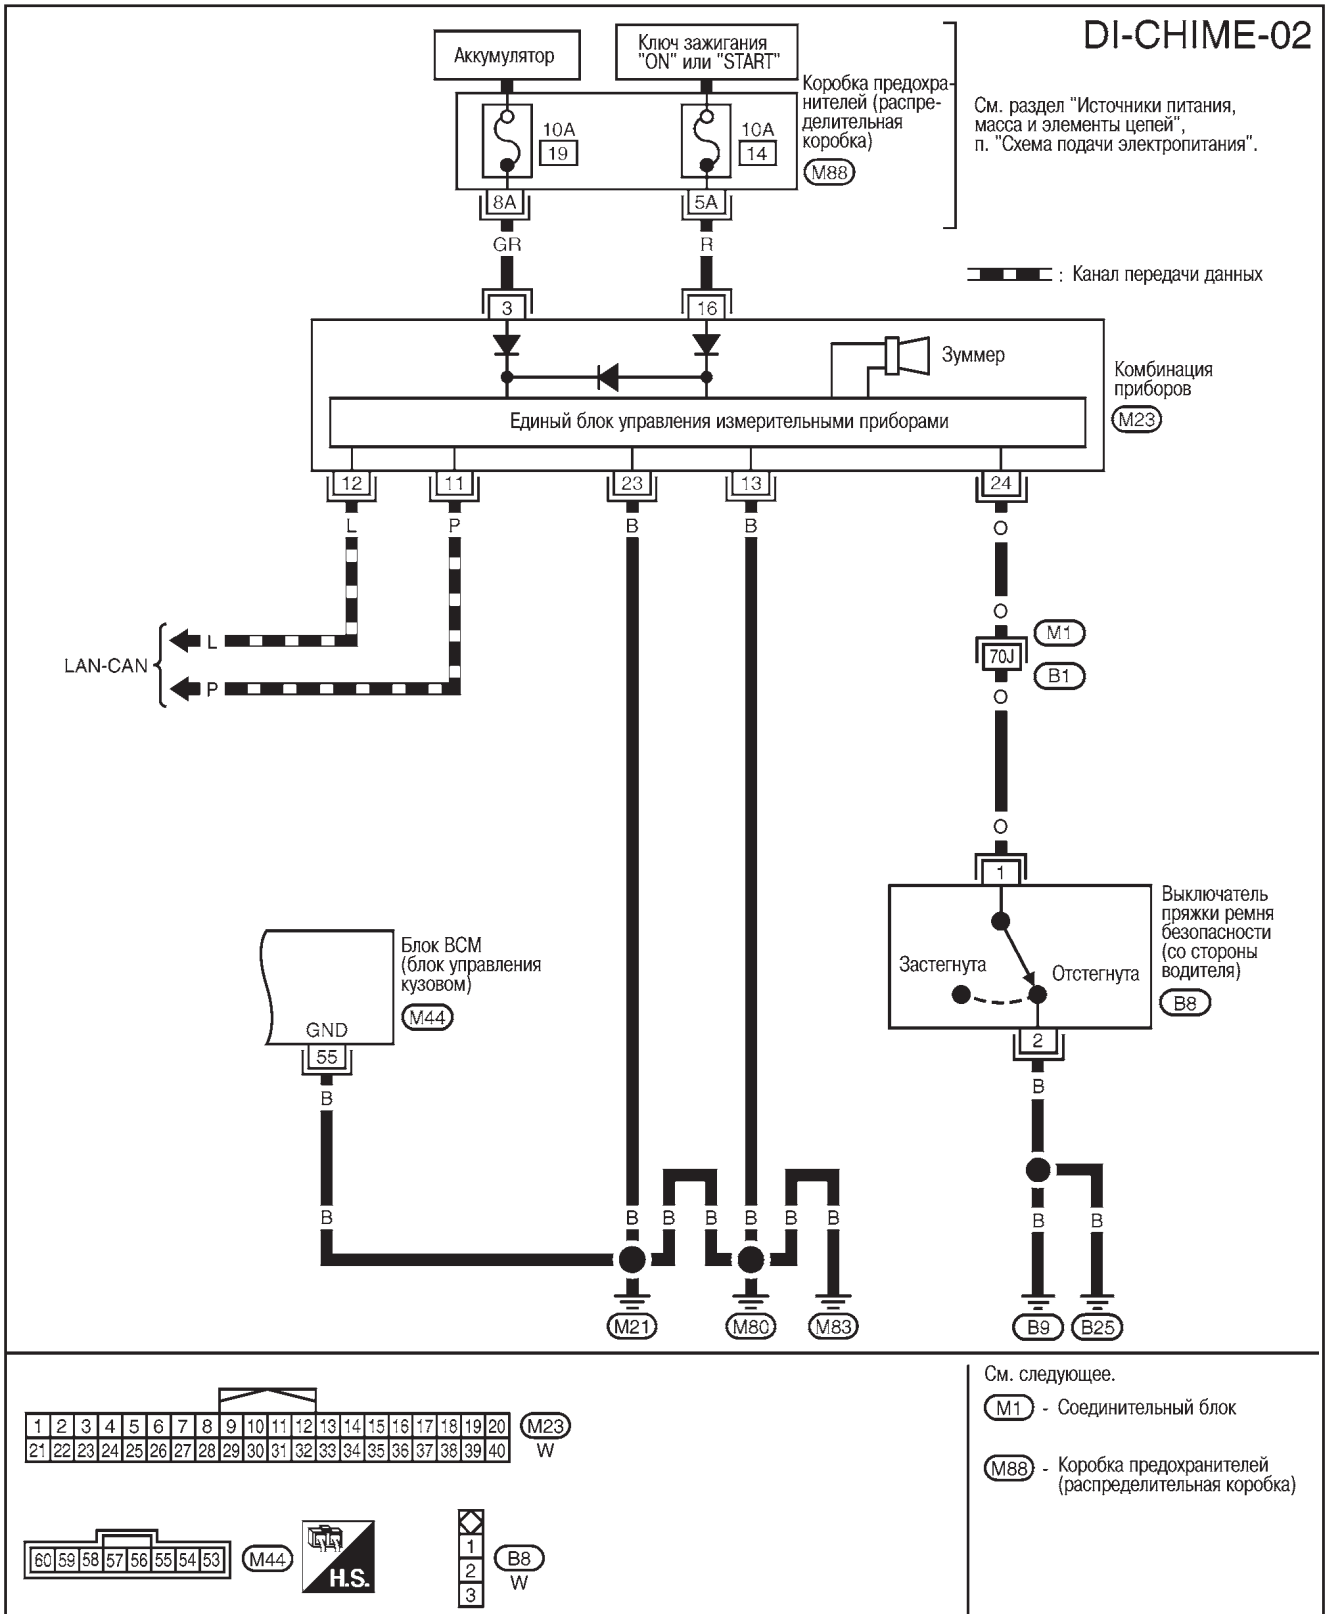 DI-CHIME-02
Аккумулятор
Ключ зажигания
"ON" или "START"
Коробка предохра-
нителей (распре-
делительная
коробка)
M88
См. раздел "Источники питания,
масса и элементы цепей",
п. "Схема подачи электропитания".
10A
19
10A
14
8A
5A
GR
R
: Канал передачи данных
3
16
Зуммер
Комбинация
приборов
M23
Единый блок управления измерительными приборами
12
11
23
13
24
L
P
B
B
O
O
M1
70J
B1
O
L
LAN-CAN
P
O
1
Выключатель
пряжки ремня
безопасности
(со стороны
водителя)
B8
Застегнута
Отстегнута
2
Блок BCM
(блок управления
кузовом)
M44
GND
55
B
B
B
B
B
B
B
B
B
B
B
M21
M80
M83
B9
B25
1 2 3 4 5 6 7 8 9 10 11 12 13 14 15 16 17 18 19 20
21 22 23 24 25 26 27 28 29 30 31 32 33 34 35 36 37 38 39 40
M23
W
60 59 58 57 56 55 54 53
M44
H.S.
1
2
3
B8
W
См. следующее.
M1 - Соединительный блок
M88 - Коробка предохранителей
(распределительная коробка)